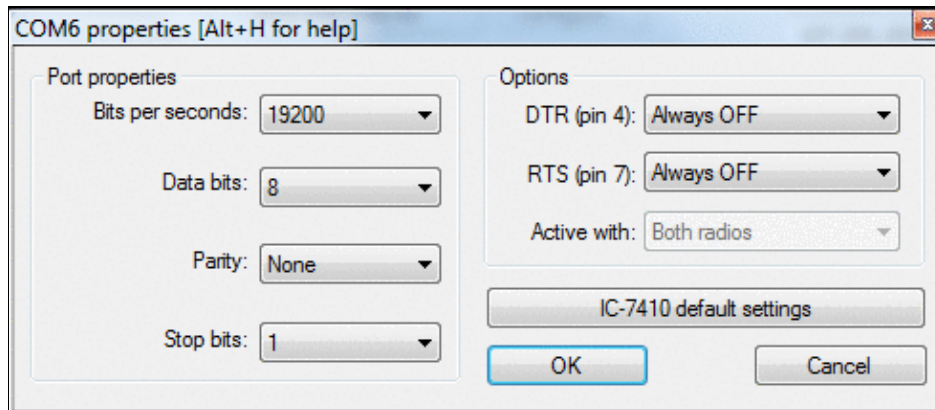 COM6 properties [Alt+H for help]
Port properties
Bits per seconds: 19200
Data bits: 8
Parity: None
Stop bits: 1
Options
DTR (pin 4): Always OFF
RTS (pin 7): Always OFF
Active with: Both radios
IC-7410 default settings
OK
Cancel